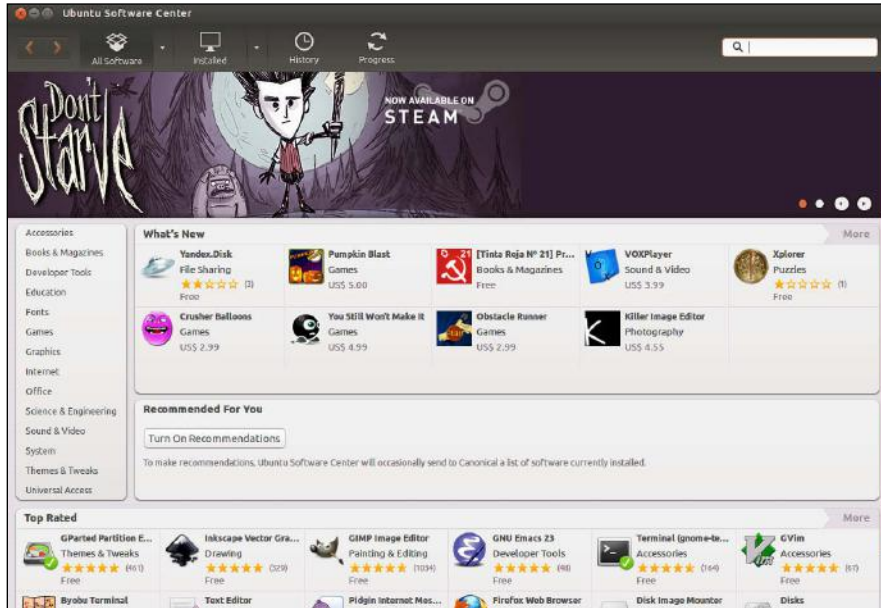 Ubuntu Software Center
All Software
Installed
History
Progress
Don't Starve
NOW AVAILABLE ON
STEAM
Accessories
Books & Magazines
Developer Tools
Education
Fonts
Games
Graphics
Internet
Office
Science & Engineering
Sound & Video
System
Themes & Tweaks
Universal Access
What's New
More
Yandex.Disk
File Sharing
(3)
Free
Pumpkin Blast
Games
US$ 5.00
[Tinta Roja Nº 21] Pr...
Books & Magazines
Free
VOXPlayer
Sound & Video
US$ 3.99
Xplorer
Puzzles
(1)
Free
Crusher Balloons
Games
US$ 2.99
You Still Won't Make It
Games
US$ 4.99
Obstacle Runner
Games
US$ 2.99
Killer Image Editor
Photography
US$ 4.55
Recommended For You
Turn On Recommendations
To make recommendations, Ubuntu Software Center will occasionally send to Canonical a list of software currently installed.
Top Rated
More
GParted Partition E...
Themes & Tweaks
(461)
Free
Inkscape Vector Gra...
Drawing
(329)
Free
GIMP Image Editor
Painting & Editing
(1034)
Free
GNU Emacs 23
Developer Tools
(48)
Free
Terminal (gnome-te...
Accessories
(164)
Free
GVim
Accessories
(67)
Free
Byobu Terminal
Text Editor
Pidgin Internet Mes...
Firefox Web Browser
Disk Image Mounter
Disks